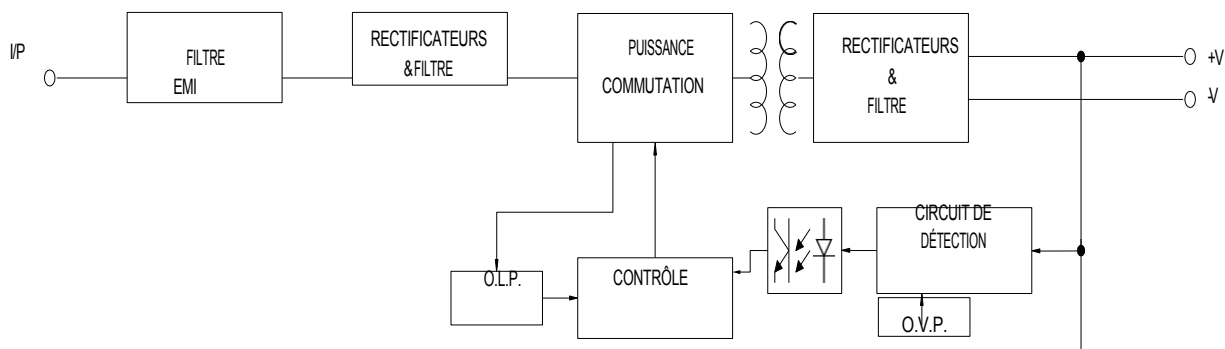 I/P
FILTRE
EMI
RECTIFICATEURS
&FILTRE
PUISSANCE
COMMUTATION
RECTIFICATEURS
&
FILTRE
+V
-V
O.L.P.
CONTRÔLE
CIRCUIT DE
DÉTECTION
O.V.P.